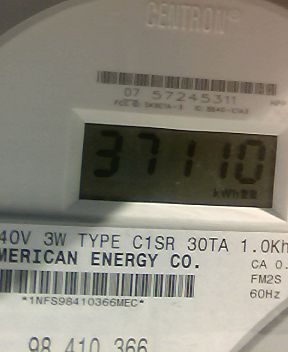 CENTRON®
07 57245311
37110
kWh
40V 3W TYPE C1SR 30TA 1.0Kh
MERICAN ENERGY CO.
CA 0.
FM2S
60Hz
*1NFS98410366MEC*
98 410 366